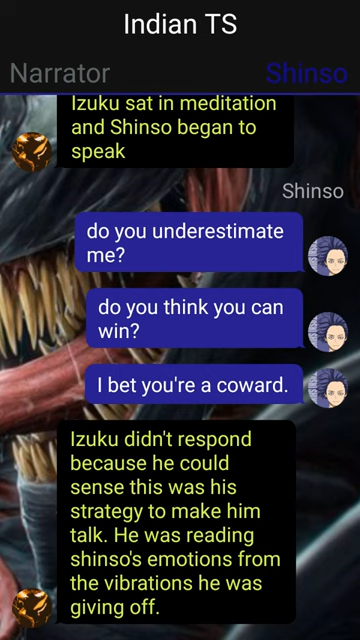 Indian TS
Narrator
Shinso
Izuku sat in meditation
and Shinso began to
speak
Shinso
do you underestimate
me?
do you think you can
win?
I bet you're a coward.
Izuku didn't respond
because he could
sense this was his
strategy to make him
talk. He was reading
shinso's emotions from
the vibrations he was
giving off.